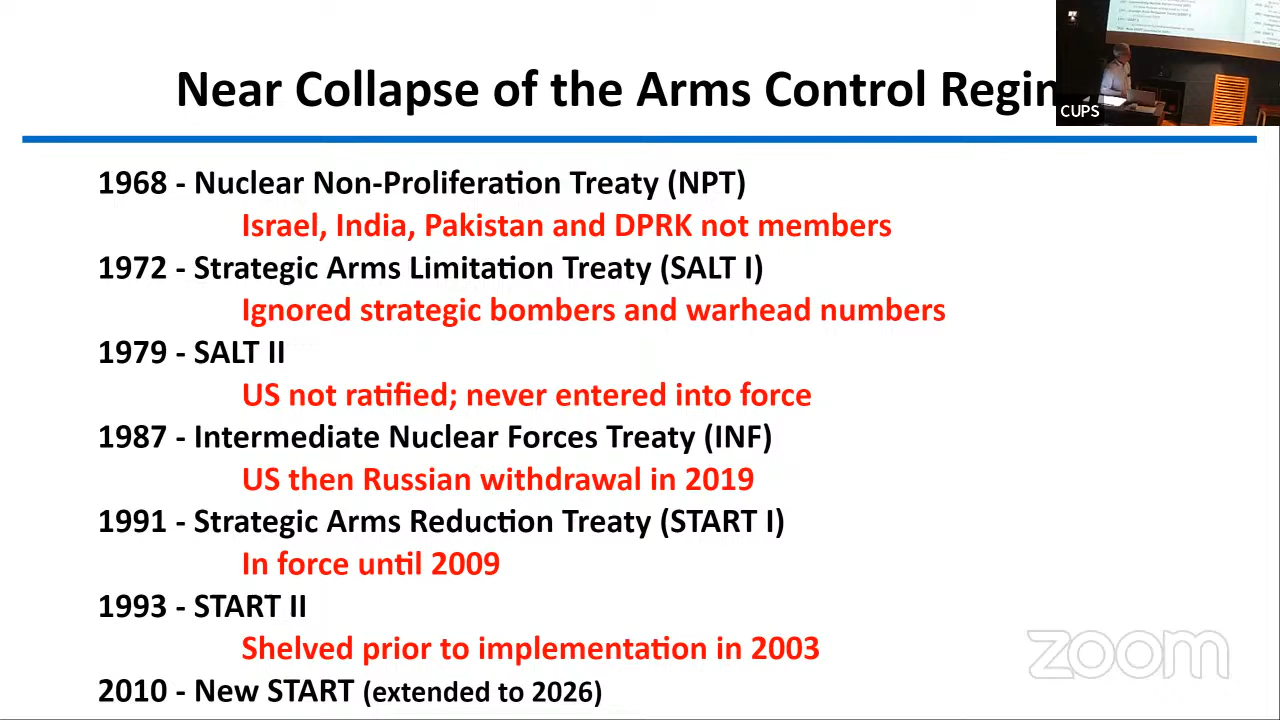 Near Collapse of the Arms Control Regim
CUPS
1968 - Nuclear Non-Proliferation Treaty (NPT)
Israel, India, Pakistan and DPRK not members
1972 - Strategic Arms Limitation Treaty (SALT I)
Ignored strategic bombers and warhead numbers
1979 - SALT II
US not ratified; never entered into force
1987 - Intermediate Nuclear Forces Treaty (INF)
US then Russian withdrawal in 2019
1991 - Strategic Arms Reduction Treaty (START I)
In force until 2009
1993 - START II
Shelved prior to implementation in 2003
2010 - New START (extended to 2026)
zoom